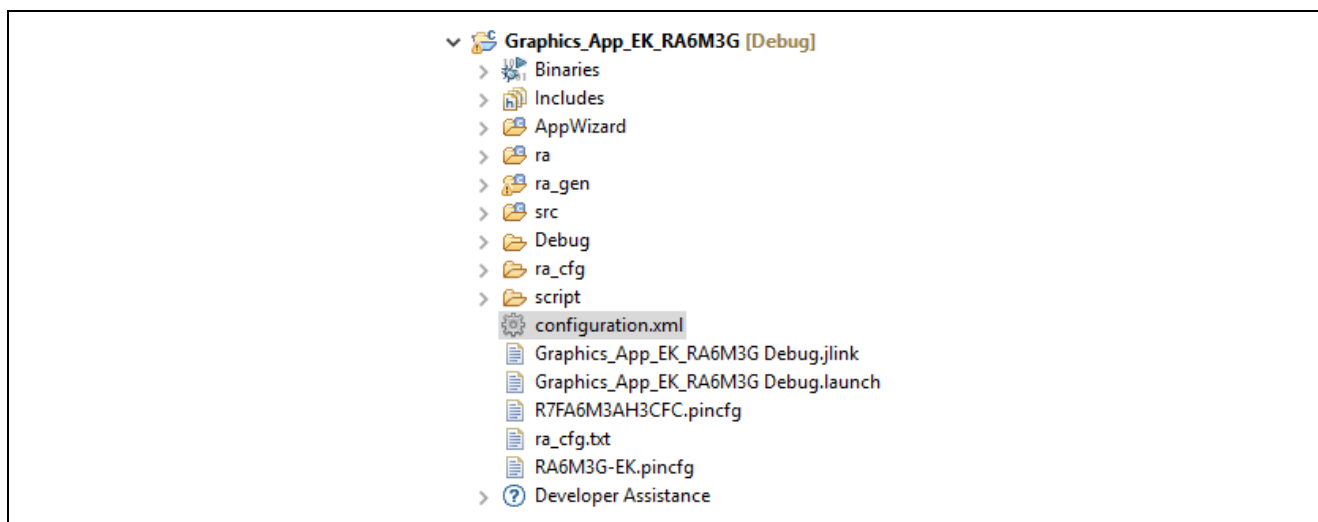 Graphics_App_EK_RA6M3G [Debug]
Binaries
Includes
AppWizard
ra
ra_gen
src
Debug
ra_cfg
script
configuration.xml
Graphics_App_EK_RA6M3G Debug.jlink
Graphics_App_EK_RA6M3G Debug.launch
R7FA6M3AH3CFC.pincfg
ra_cfg.txt
RA6M3G-EK.pincfg
Developer Assistance